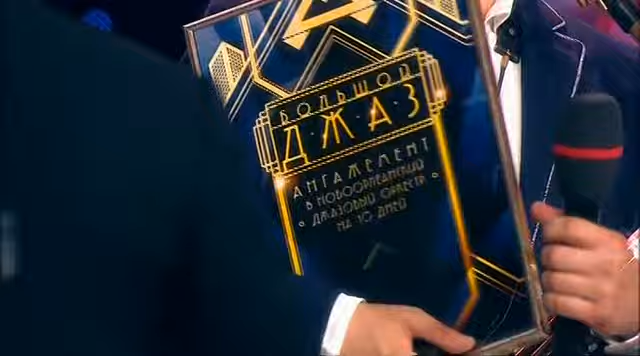 БОЛЬШОЙ
ДЖАЗ
АНГАЖЕМЕНТ
В НОВООРЛЕАНСКИЙ
ДЖАЗОВЫЙ ОРКЕСТР
НА 10 ДНЕЙ